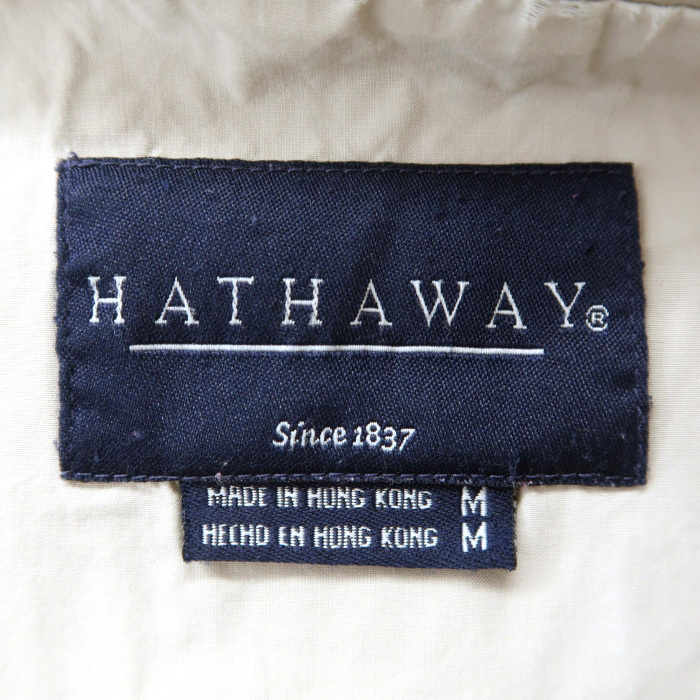 HATHAWAY®
Since 1837
MADE IN HONG KONG M
HECHO EN HONG KONG M